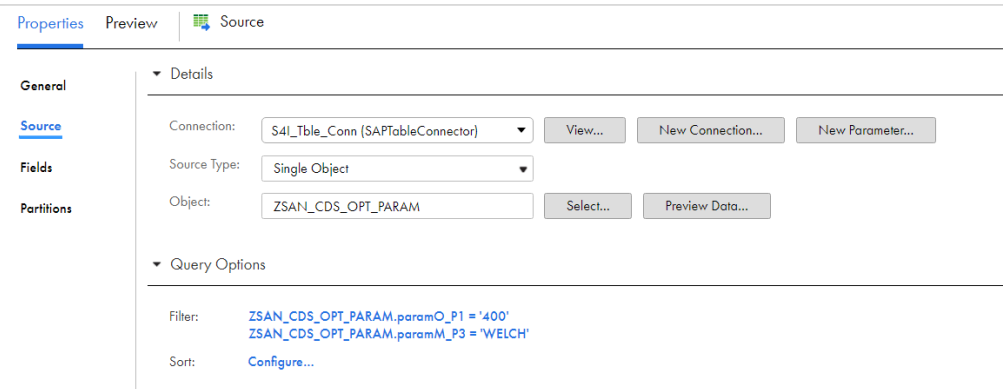 Properties Preview Source
General
Source
Fields
Partitions
Details
Connection: S4I_Tble_Conn (SAPTableConnector) View... New Connection... New Parameter...
Source Type: Single Object
Object: ZSAN_CDS_OPT_PARAM Select... Preview Data...
Query Options
Filter: ZSAN_CDS_OPT_PARAM.paramO_P1 = '400'
ZSAN_CDS_OPT_PARAM.paramM_P3 = 'WELCH'
Sort: Configure...